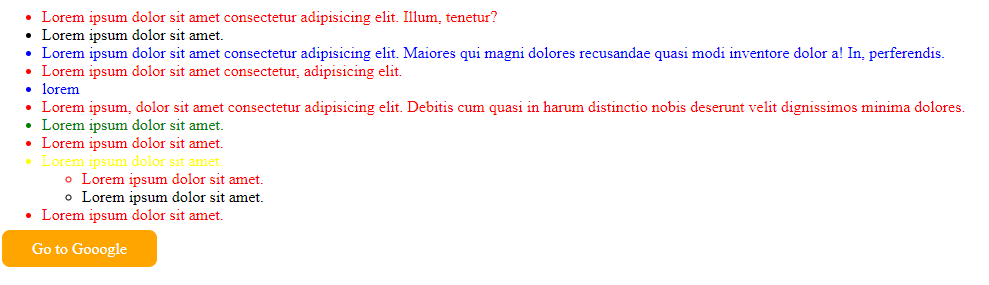 Lorem ipsum dolor sit amet consectetur adipisicing elit. Illum, tenetur?
Lorem ipsum dolor sit amet.
Lorem ipsum dolor sit amet consectetur adipisicing elit. Maiores qui magni dolores recusandae quasi modi inventore dolor a! In, perferendis.
Lorem ipsum dolor sit amet consectetur, adipisicing elit.
lorem
Lorem ipsum, dolor sit amet consectetur adipisicing elit. Debitis cum quasi in harum distinctio nobis deserunt velit dignissimos minima dolores.
Lorem ipsum dolor sit amet.
Lorem ipsum dolor sit amet.
Lorem ipsum dolor sit amet.
Lorem ipsum dolor sit amet.
Lorem ipsum dolor sit amet.
Lorem ipsum dolor sit amet.
Go to Gooogle